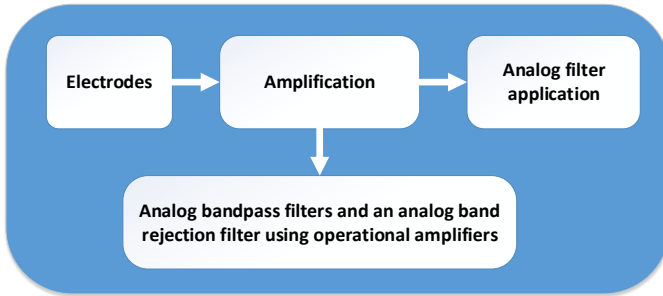 Electrodes
Amplification
Analog filter
application
Analog bandpass filters and an analog band
rejection filter using operational amplifiers